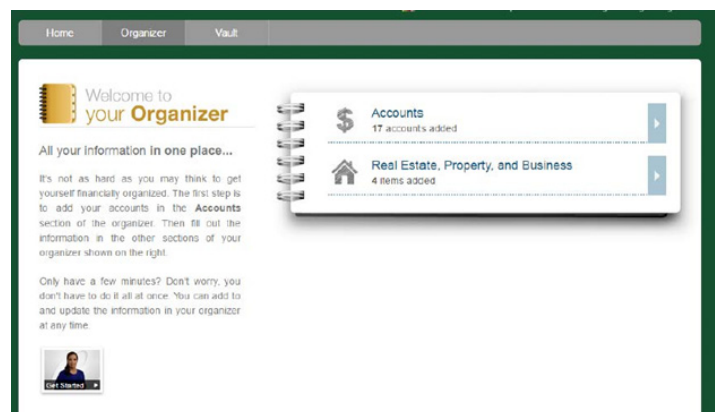 Home Organizer Vault
Welcome to
your Organizer
All your information in one place...
It's not as hard as you may think to get
yourself financially organized. The first step is
to add your accounts in the Accounts
section of the organizer. Then fill out the
information in the other sections of your
organizer shown on the right.
Only have a few minutes? Don't worry, you
don't have to do it all at once. You can add to
and update the information in your organizer
at any time.
Get Started
Accounts
17 accounts added
Real Estate, Property, and Business
4 items added